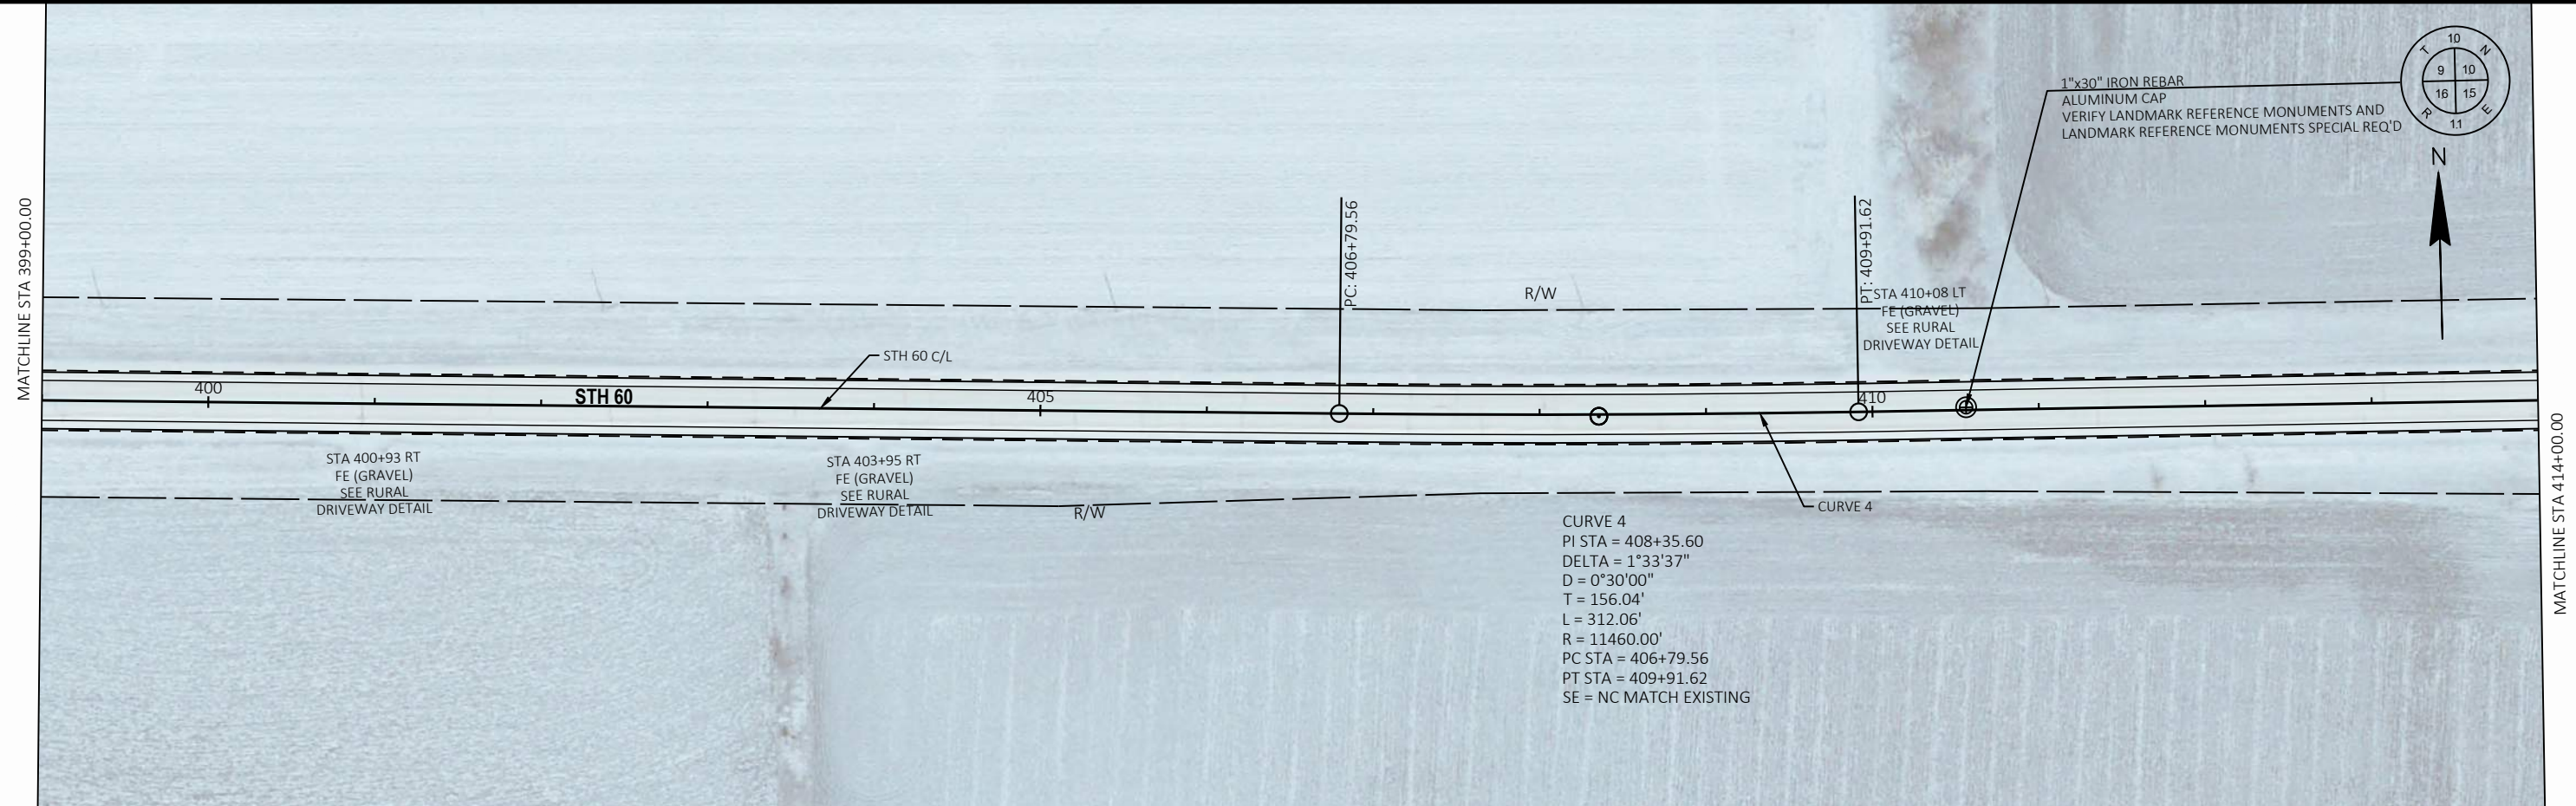 MATCHLINE STA 399+00.00
1"x30" IRON REBAR
ALUMINUM CAP
VERIFY LANDMARK REFERENCE MONUMENTS AND
LANDMARK REFERENCE MONUMENTS SPECIAL REQ'D
10
T N
9 10
16 15
R E
11
N
PC: 406+79.56
PT: 409+91.62
R/W
STA 410+08 LT
FE (GRAVEL)
SEE RURAL
DRIVEWAY DETAIL
STH 60 C/L
400
STH 60
405
410
STA 400+93 RT
FE (GRAVEL)
SEE RURAL
DRIVEWAY DETAIL
STA 403+95 RT
FE (GRAVEL)
SEE RURAL
DRIVEWAY DETAIL
R/W
CURVE 4
CURVE 4
PI STA = 408+35.60
DELTA = 1°33'37"
D = 0°30'00"
T = 156.04'
L = 312.06'
R = 11460.00'
PC STA = 406+79.56
PT STA = 409+91.62
SE = NC MATCH EXISTING
MATCHLINE STA 414+00.00